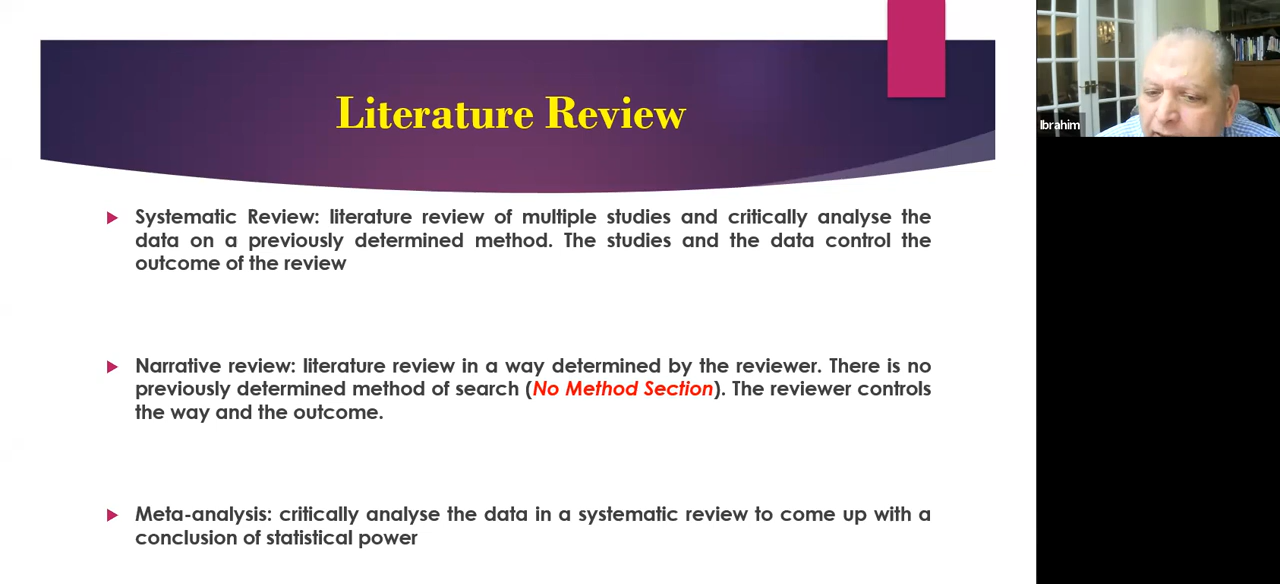 Literature Review
Ibrahim
Systematic Review: literature review of multiple studies and critically analyse the
data on a previously determined method. The studies and the data control the
outcome of the review
Narrative review: literature review in a way determined by the reviewer. There is no
previously determined method of search (No Method Section). The reviewer controls
the way and the outcome.
Meta-analysis: critically analyse the data in a systematic review to come up with a
conclusion of statistical power